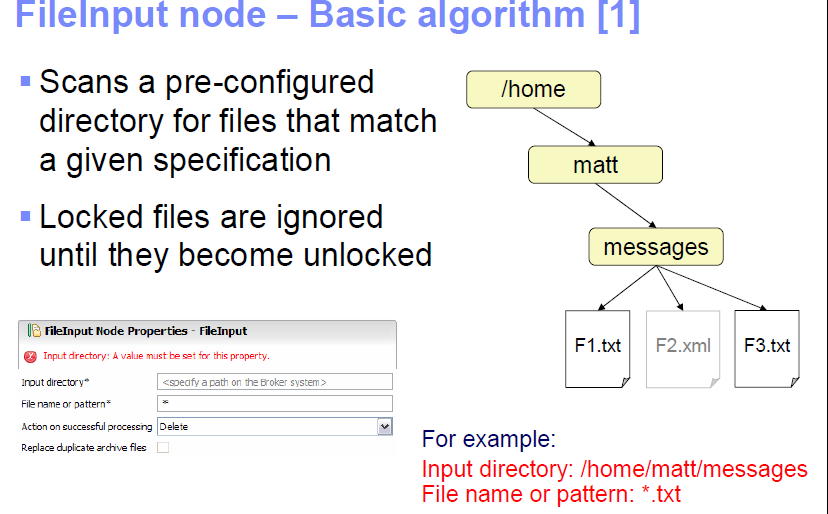 FileInput node – Basic algorithm [1]
Scans a pre-configured
directory for files that match
a given specification
Locked files are ignored
until they become unlocked
/home
matt
messages
F1.txt
F2.xml
F3.txt
FileInput Node Properties - FileInput
Input directory: A value must be set for this property.
Input directory* <specify a path on the Broker system>
File name or pattern* *
Action on successful processing Delete
Replace duplicate archive files
For example:
Input directory: /home/matt/messages
File name or pattern: *.txt